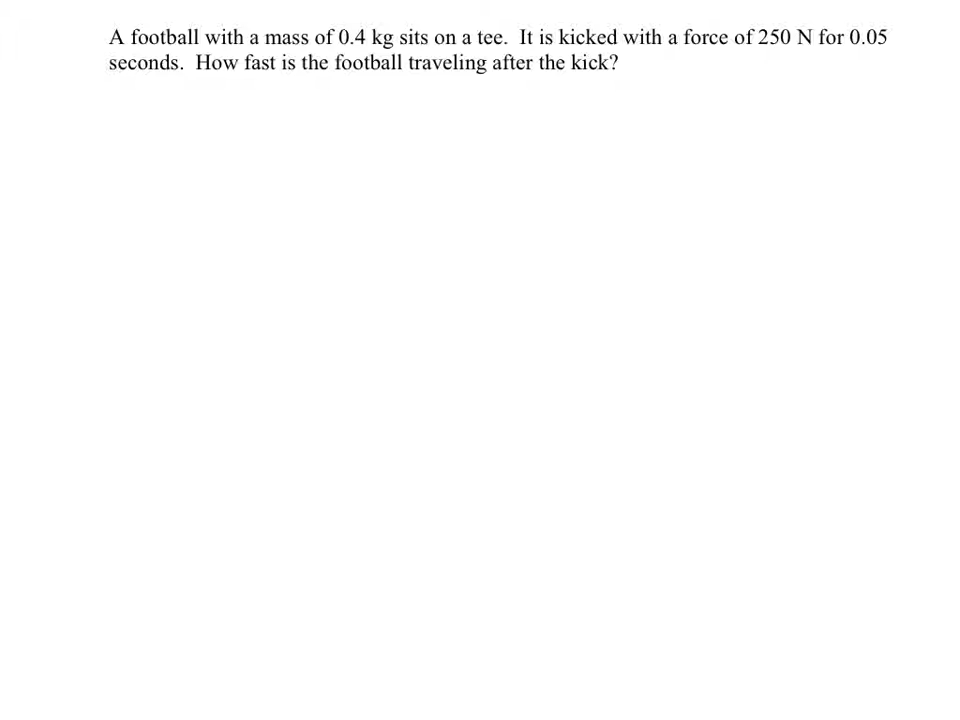 A football with a mass of 0.4 kg sits on a tee.  It is kicked with a force of 250 N for 0.05
seconds.  How fast is the football traveling after the kick?